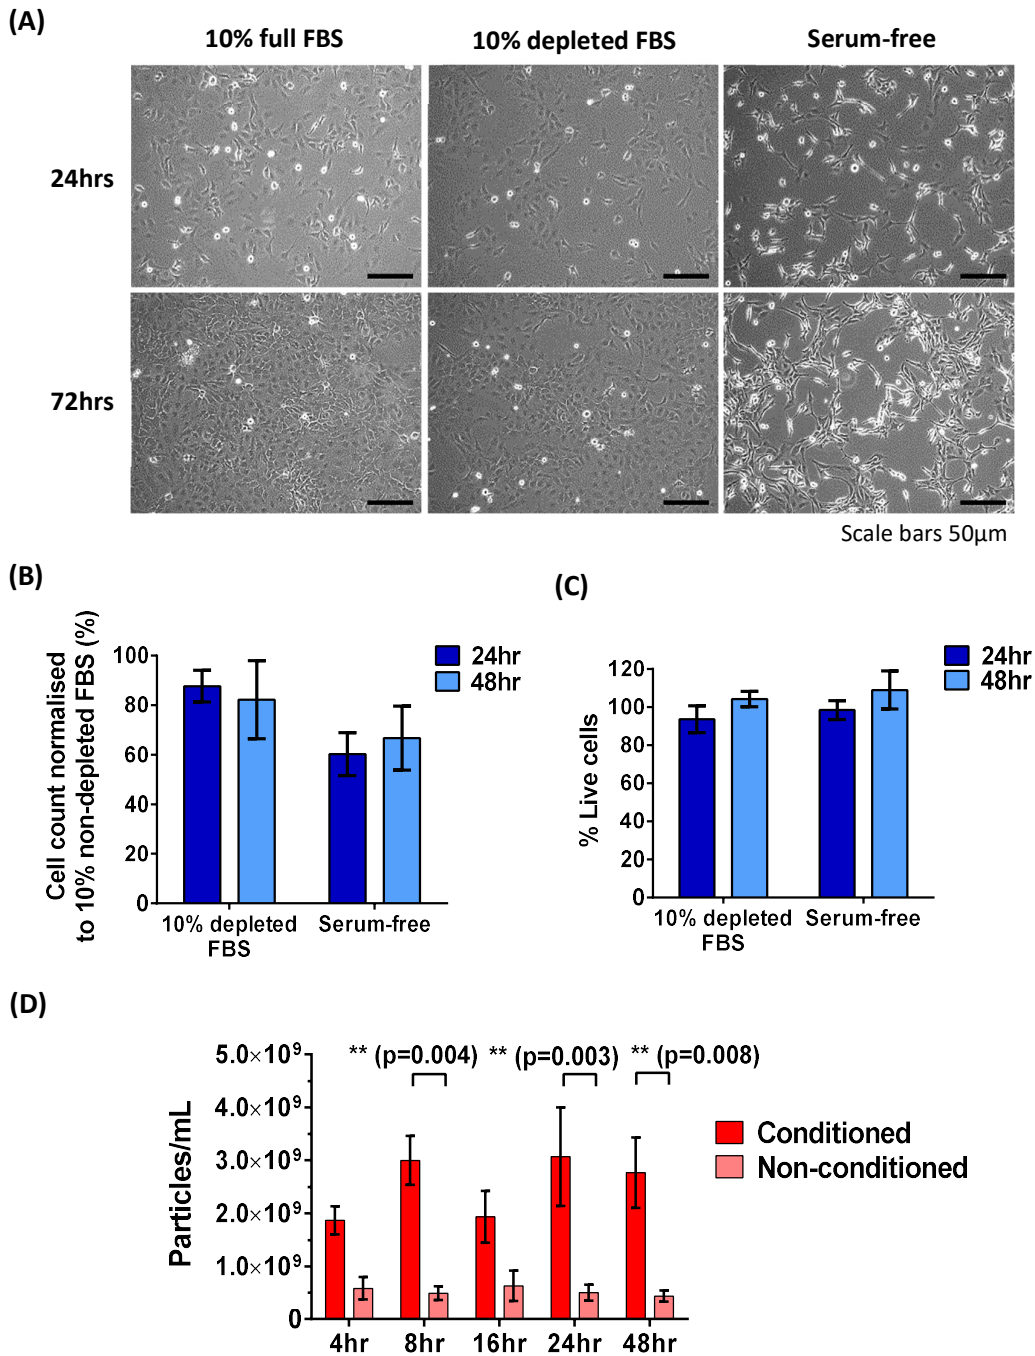 (A)
10% full FBS
10% depleted FBS
Serum-free
24hrs
72hrs
Scale bars 50µm
(B)
Cell count normalised
to 10% non-depleted FBS (%)
100
80
60
40
20
0
10% depleted
FBS
Serum-free
24hr
48hr
(C)
% Live cells
120
100
80
60
40
20
0
10% depleted
FBS
Serum-free
24hr
48hr
(D)
Particles/mL
5.0×10⁹
4.0×10⁹
3.0×10⁹
2.0×10⁹
1.0×10⁹
0
** (p=0.004)
** (p=0.003)
** (p=0.008)
4hr
8hr
16hr
24hr
48hr
Conditioned
Non-conditioned